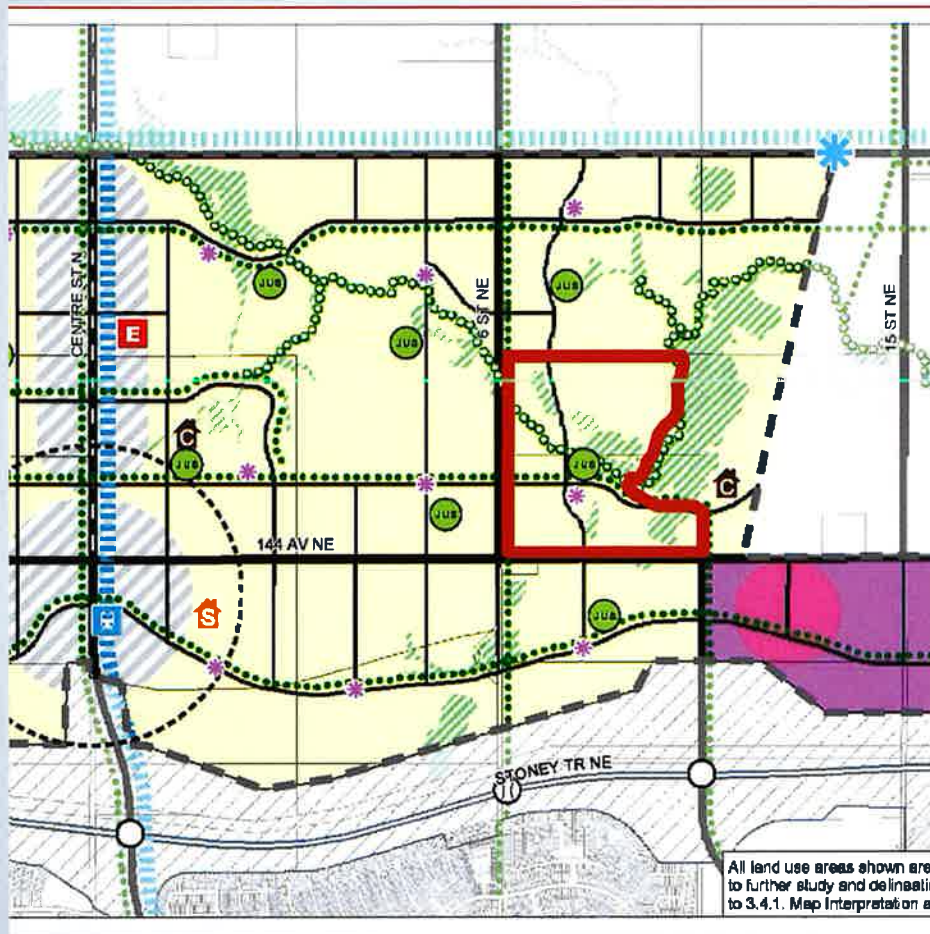 CENTRE ST N
6 ST NE
15 ST NE
JUS
JUS
E
JUS
C
JUS
JUS
C
JUS
144 AV NE
S
JUS
STONEY TR NE
All land use areas shown are
to further study and delineati
to 3.4.1. Map Interpretation a